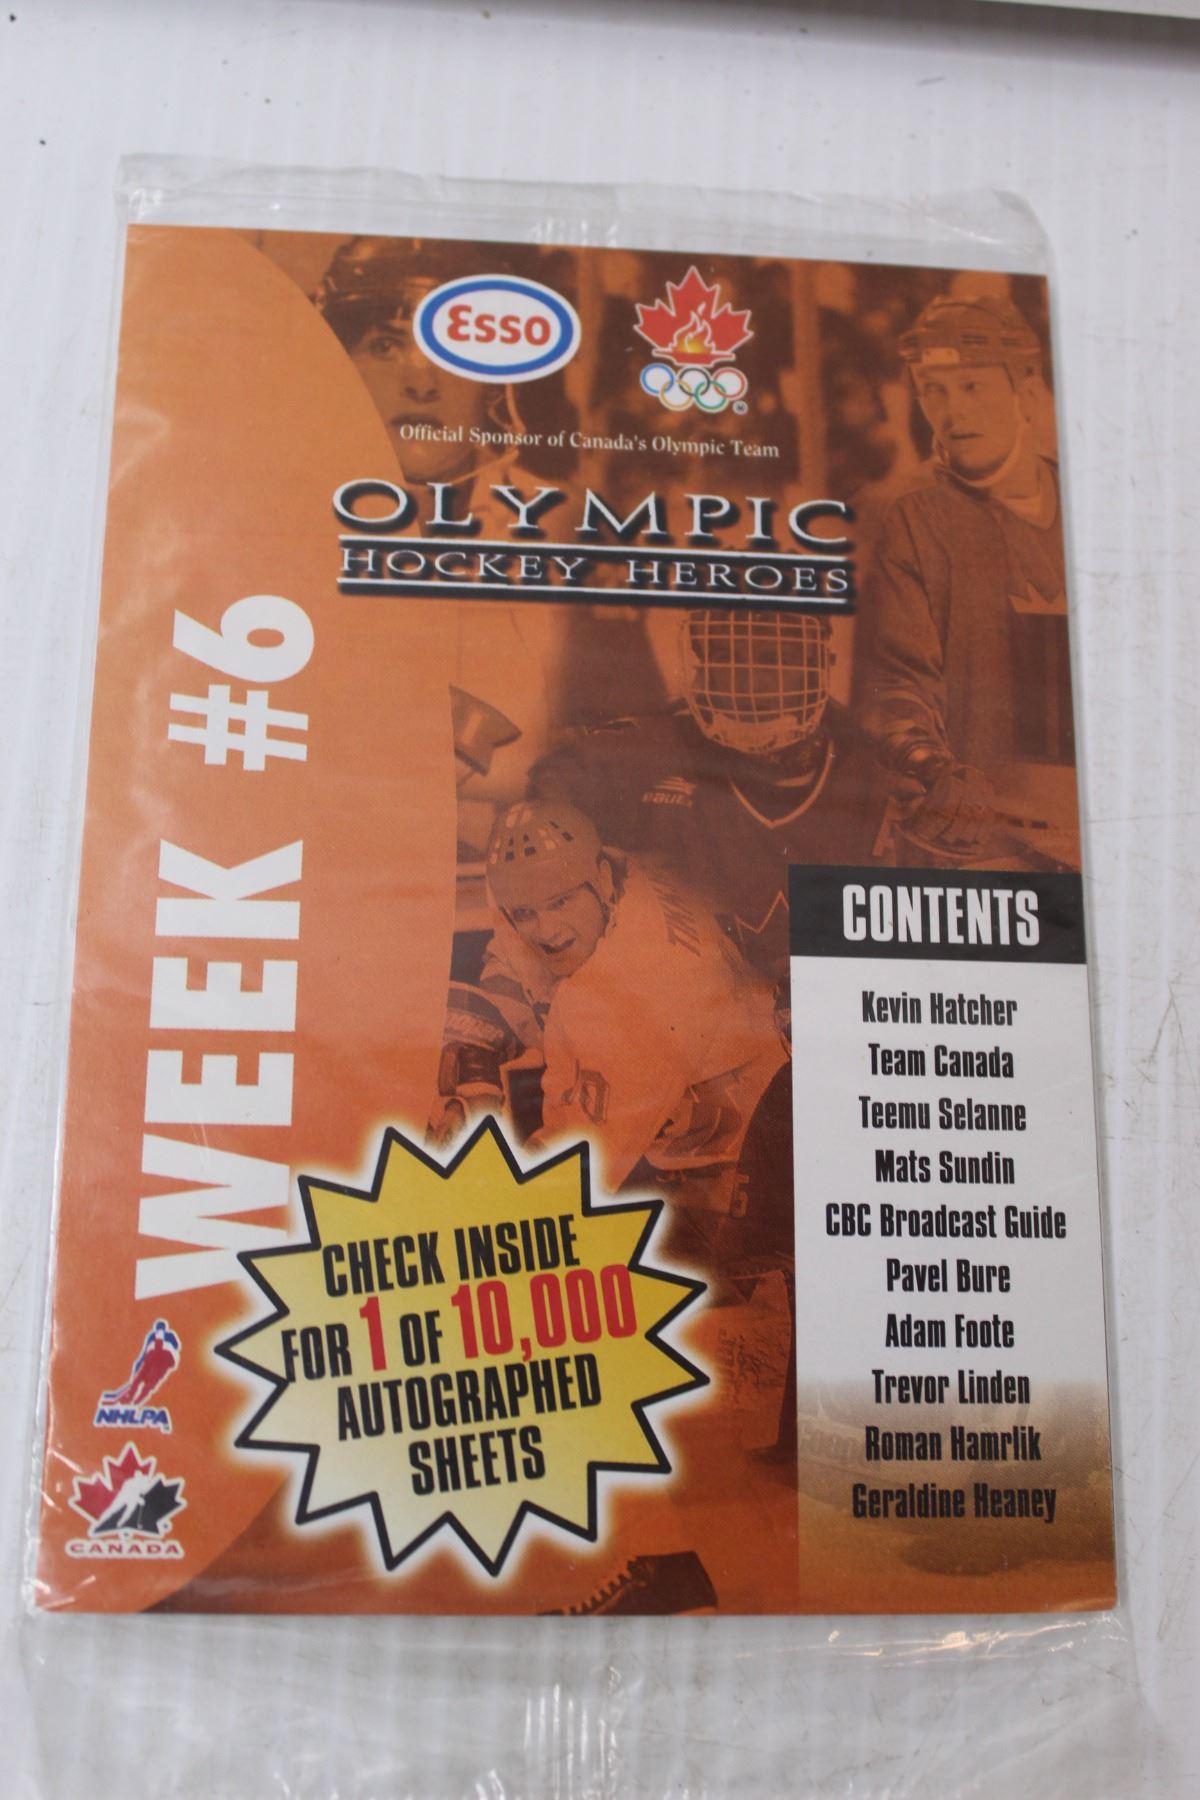 Esso
Official Sponsor of Canada's Olympic Team
OLYMPIC
HOCKEY HEROES
WEEK #6
BAUER
CONTENTS
Kevin Hatcher
Team Canada
Teemu Selanne
Mats Sundin
CBC Broadcast Guide
Pavel Bure
Adam Foote
Trevor Linden
Roman Hamrlik
Geraldine Heaney
CHECK INSIDE
FOR 1 OF 10,000
AUTOGRAPHED
SHEETS
NHLPA
CANADA